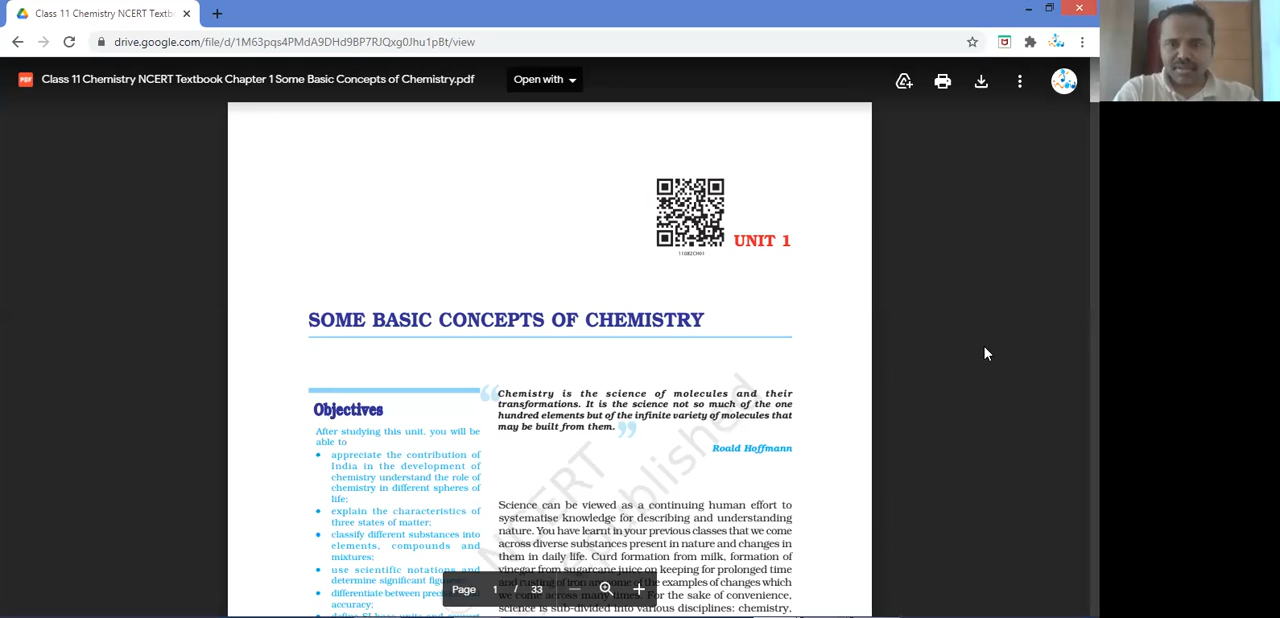 Class 11 Chemistry NCERT Textb
drive.google.com/file/d/1M63pqs4PMdA9DHd9BP7RJQxg0Jhu1pBt/view
PDF
Class 11 Chemistry NCERT Textbook Chapter 1 Some Basic Concepts of Chemistry.pdf
Open with
11082CH01
UNIT 1
SOME BASIC CONCEPTS OF CHEMISTRY
Objectives
After studying this unit, you will be
able to
• appreciate the contribution of
India in the development of
chemistry understand the role of
chemistry in different spheres of
life;
• explain the characteristics of
three states of matter;
• classify different substances into
elements, compounds and
mixtures;
• use scientific notations and
determine significant figures;
• differentiate between
accuracy;
• define SI base units and convert
“Chemistry is the science of molecules and their
transformations. It is the science not so much of the one
hundred elements but of the infinite variety of molecules that
may be built from them.”
Roald Hoffmann
Science can be viewed as a continuing human effort to
systematise knowledge for describing and understanding
nature. You have learnt in your previous classes that we come
across diverse substances present in nature and changes in
them in daily life. Curd formation from milk, formation of
vinegar from sugarcane juice on keeping for prolonged time
and rusting of iron are some of the examples of changes which
we come across many times. For the sake of convenience,
science is sub-divided into various disciplines: chemistry,
NCERT
published
Page 1 / 33